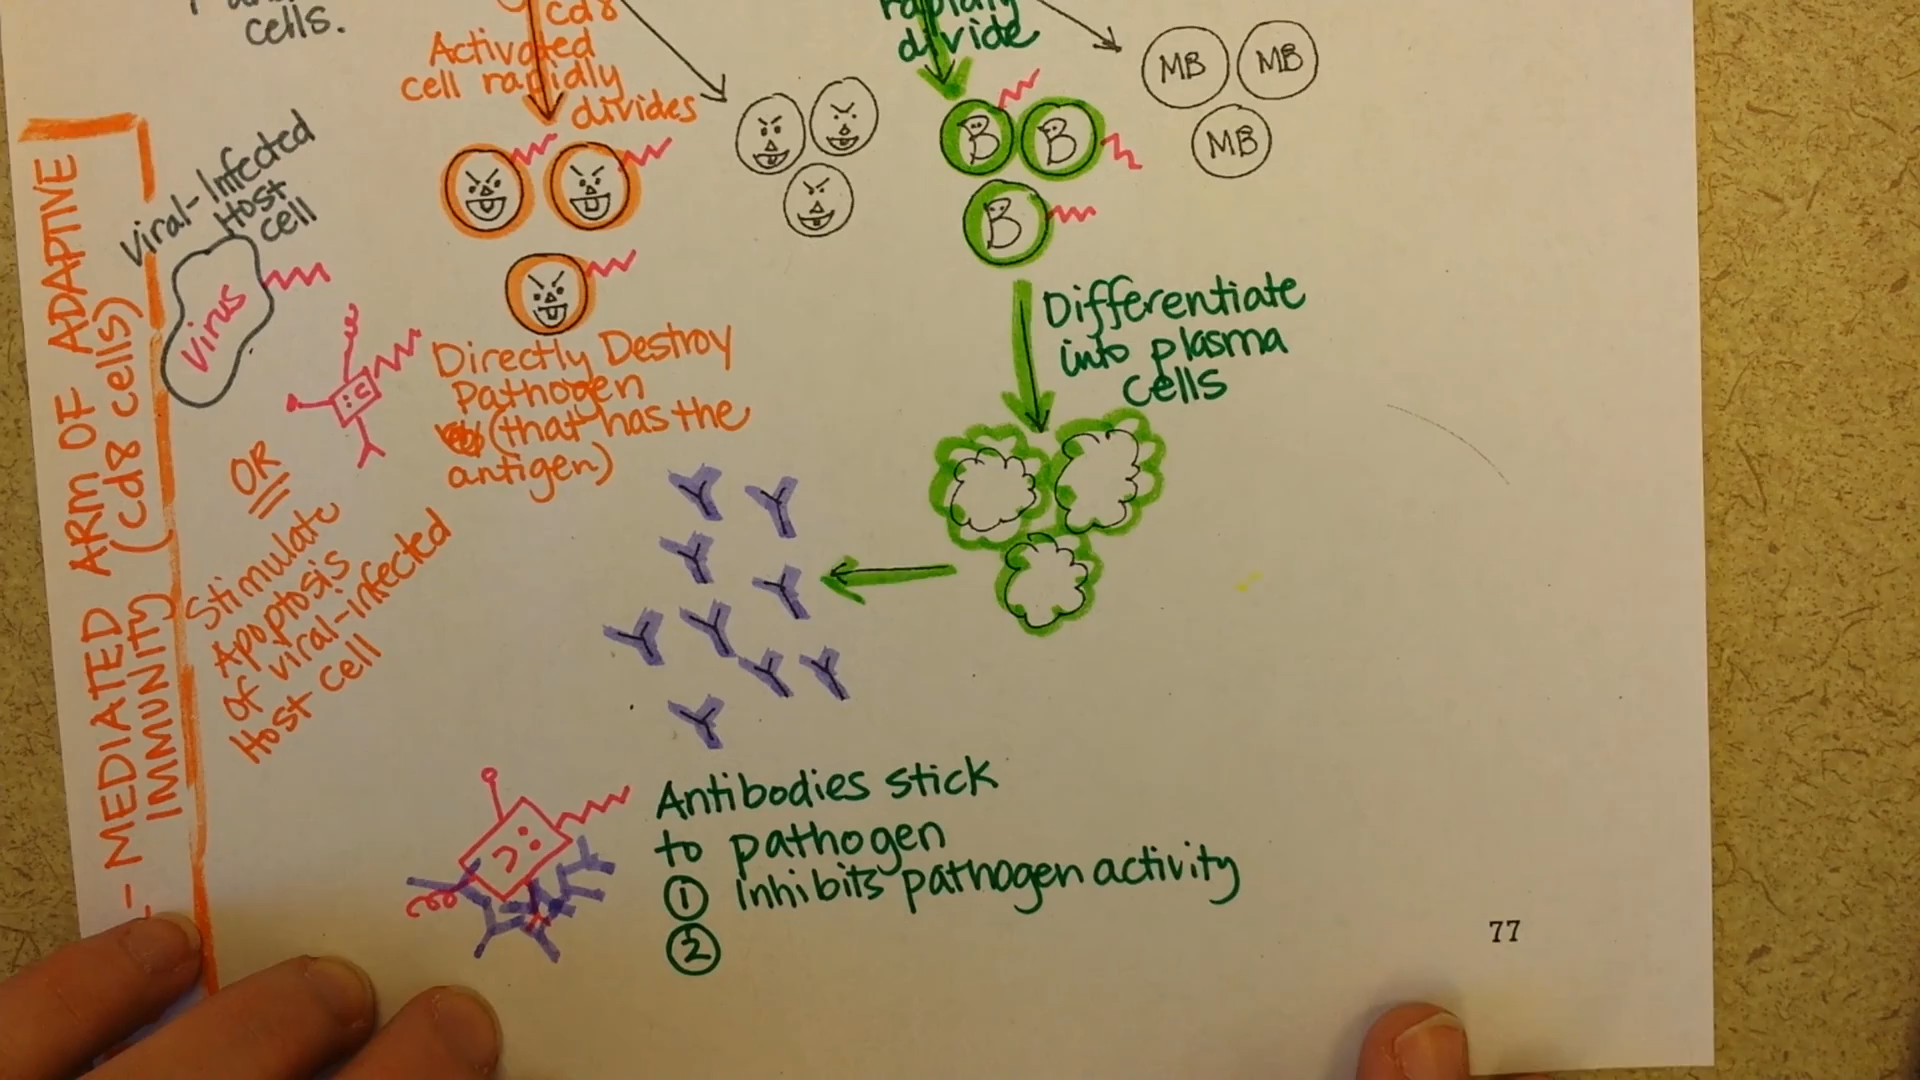 cells.
cd8
Activated
cell rapidly
divides
rapidly
divide
MB
MB
MB
B
B
B
Viral-Infected
Host
cell
Virus
- MEDIATED ARM OF ADAPTIVE
IMMUNITY (cd8 cells)
Directly Destroy
Pathogen
(that has the
antigen)
OR
Stimulate
Apoptosis
of viral-infected
Host cell
Differentiate
into plasma
cells
Antibodies stick
to pathogen
① Inhibits pathogen activity
②
77